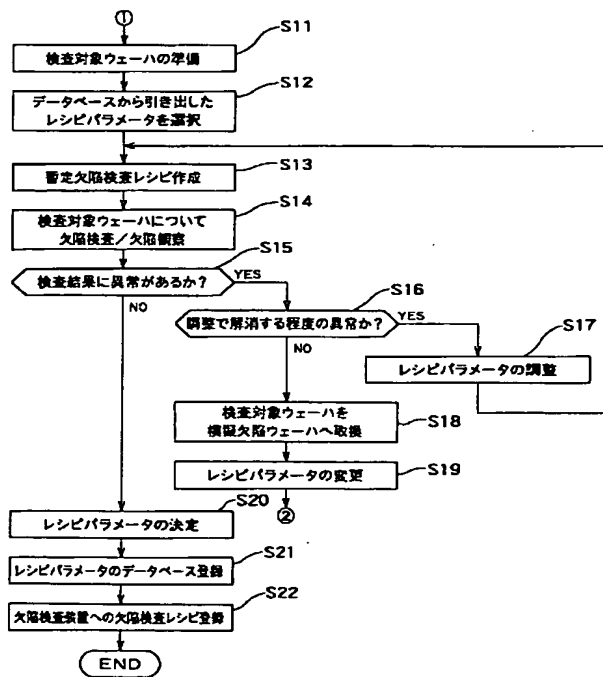 ①
S11
検査対象ウェーハの準備
S12
データベースから引き出した
レシピパラメータを選択
S13
暫定欠陥検査レシピ作成
S14
検査対象ウェーハについて
欠陥検査/欠陥観察
S15
検査結果に異常があるか?
YES
NO
S16
調整で解消する程度の異常か?
YES
NO
S17
レシピパラメータの調整
検査対象ウェーハを
模擬欠陥ウェーハへ取換
S18
レシピパラメータの変更
S19
②
S20
レシピパラメータの決定
S21
レシピパラメータのデータベース登録
S22
欠陥検査装置への欠陥検査レシピ登録
END